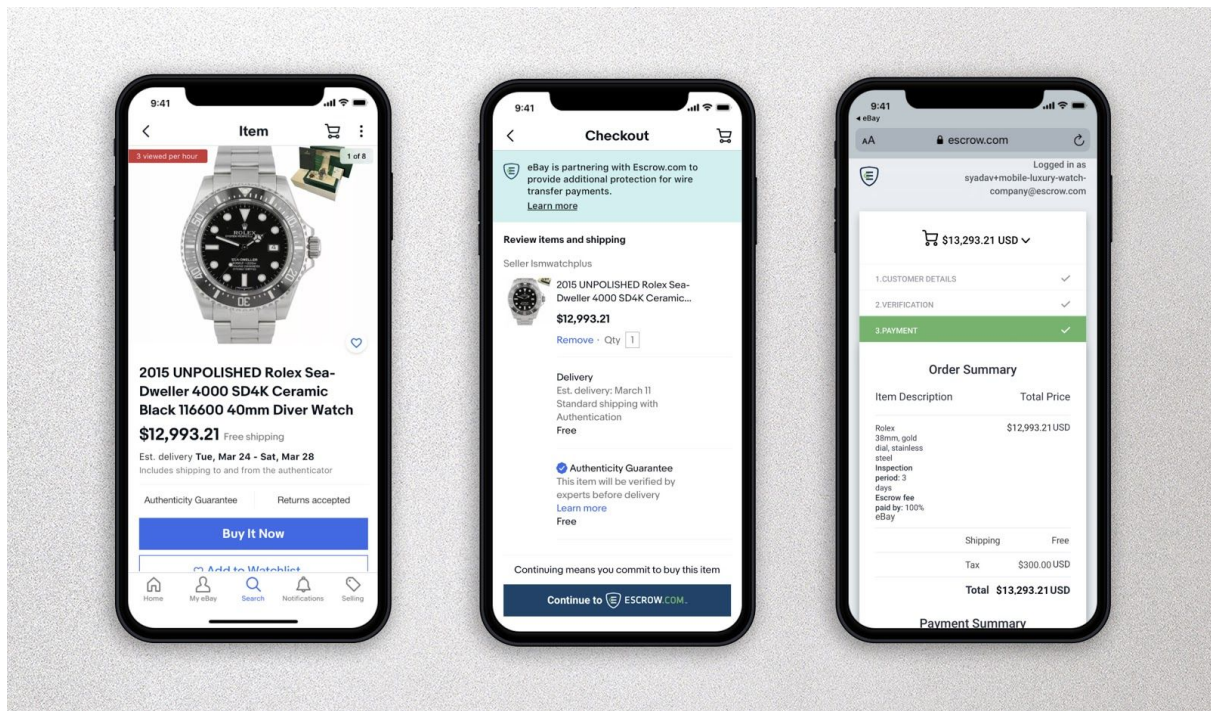 9:41
Item
3 viewed per hour
1 of 8
ROLEX
2015 UNPOLISHED Rolex Sea-
Dweller 4000 SD4K Ceramic
Black 116600 40mm Diver Watch
$12,993.21 Free shipping
Est. delivery Tue, Mar 24 - Sat, Mar 28
Includes shipping to and from the authenticator
Authenticity Guarantee
Returns accepted
Buy It Now
Add to Watchlist
Home
My eBay
Search
Notifications
Selling
9:41
Checkout
eBay is partnering with Escrow.com to
provide additional protection for wire
transfer payments.
Learn more
Review items and shipping
Seller lsmwatchplus
2015 UNPOLISHED Rolex Sea-
Dweller 4000 SD4K Ceramic...
$12,993.21
Remove · Qty 1
Delivery
Est. delivery: March 11
Standard shipping with
Authentication
Free
Authenticity Guarantee
This item will be verified by
experts before delivery
Learn more
Free
Continuing means you commit to buy this item
Continue to ESCROW.COM.
9:41
eBay
AA
escrow.com
Logged in as
syadav+mobile-luxury-watch-
company@escrow.com
$13,293.21 USD
1.CUSTOMER DETAILS
2.VERIFICATION
3.PAYMENT
Order Summary
Item Description Total Price
Rolex $12,993.21 USD
38mm, gold
dial, stainless
steel
Inspection
period: 3
days
Escrow fee
paid by: 100%
eBay
Shipping Free
Tax $300.00 USD
Total $13,293.21 USD
Payment Summary